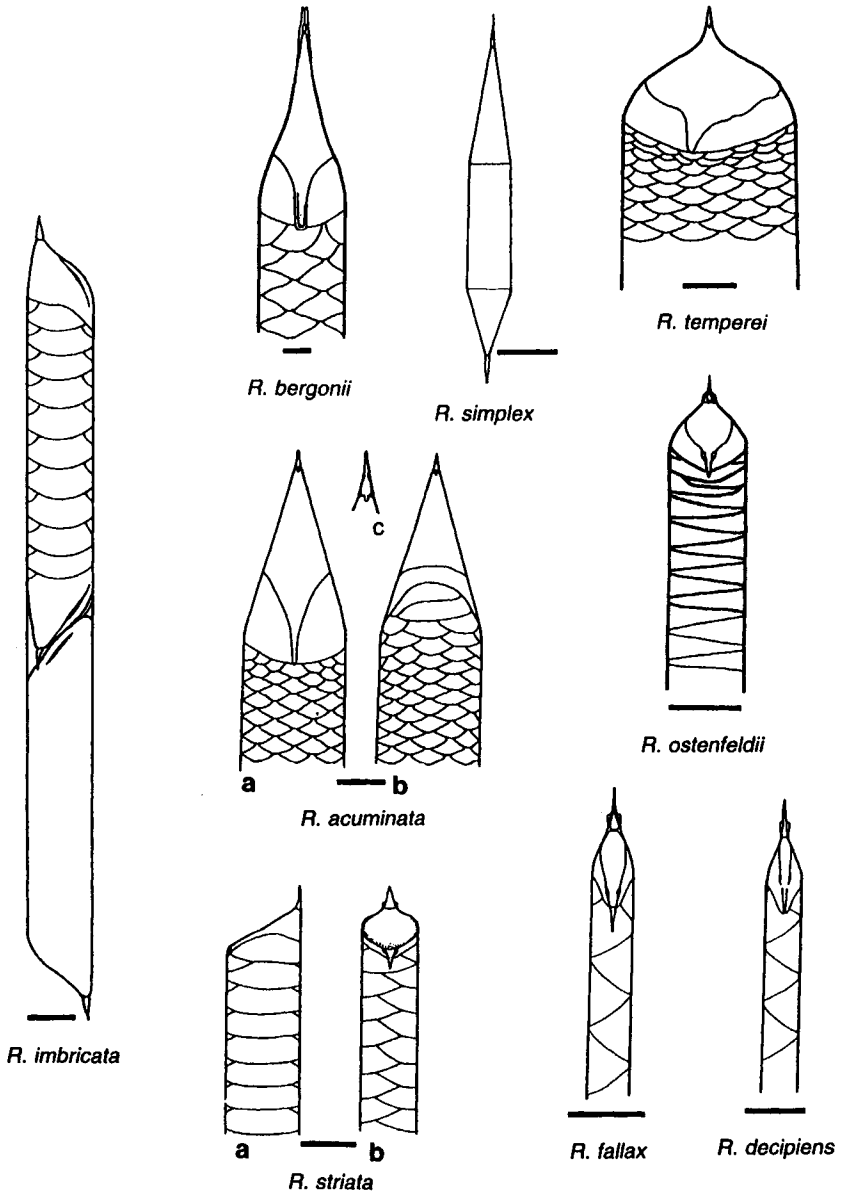 R. temperei
R. bergonii
R. simplex
c
R. ostenfeldii
a
b
R. acuminata
R. imbricata
a
b
R. striata
R. fallax
R. decipiens